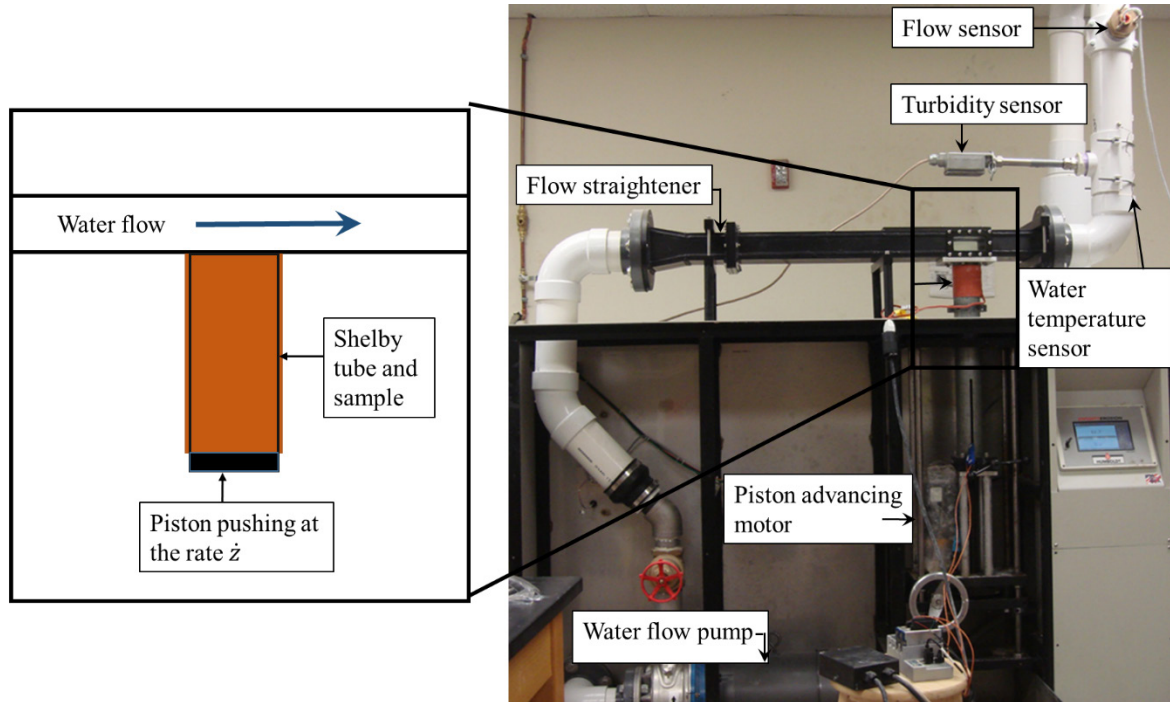 Water flow
Shelby
tube and
sample
Piston pushing at
the rate ż
Flow sensor
Turbidity sensor
Flow straightener
Water
temperature
sensor
Piston advancing
motor
Water flow pump